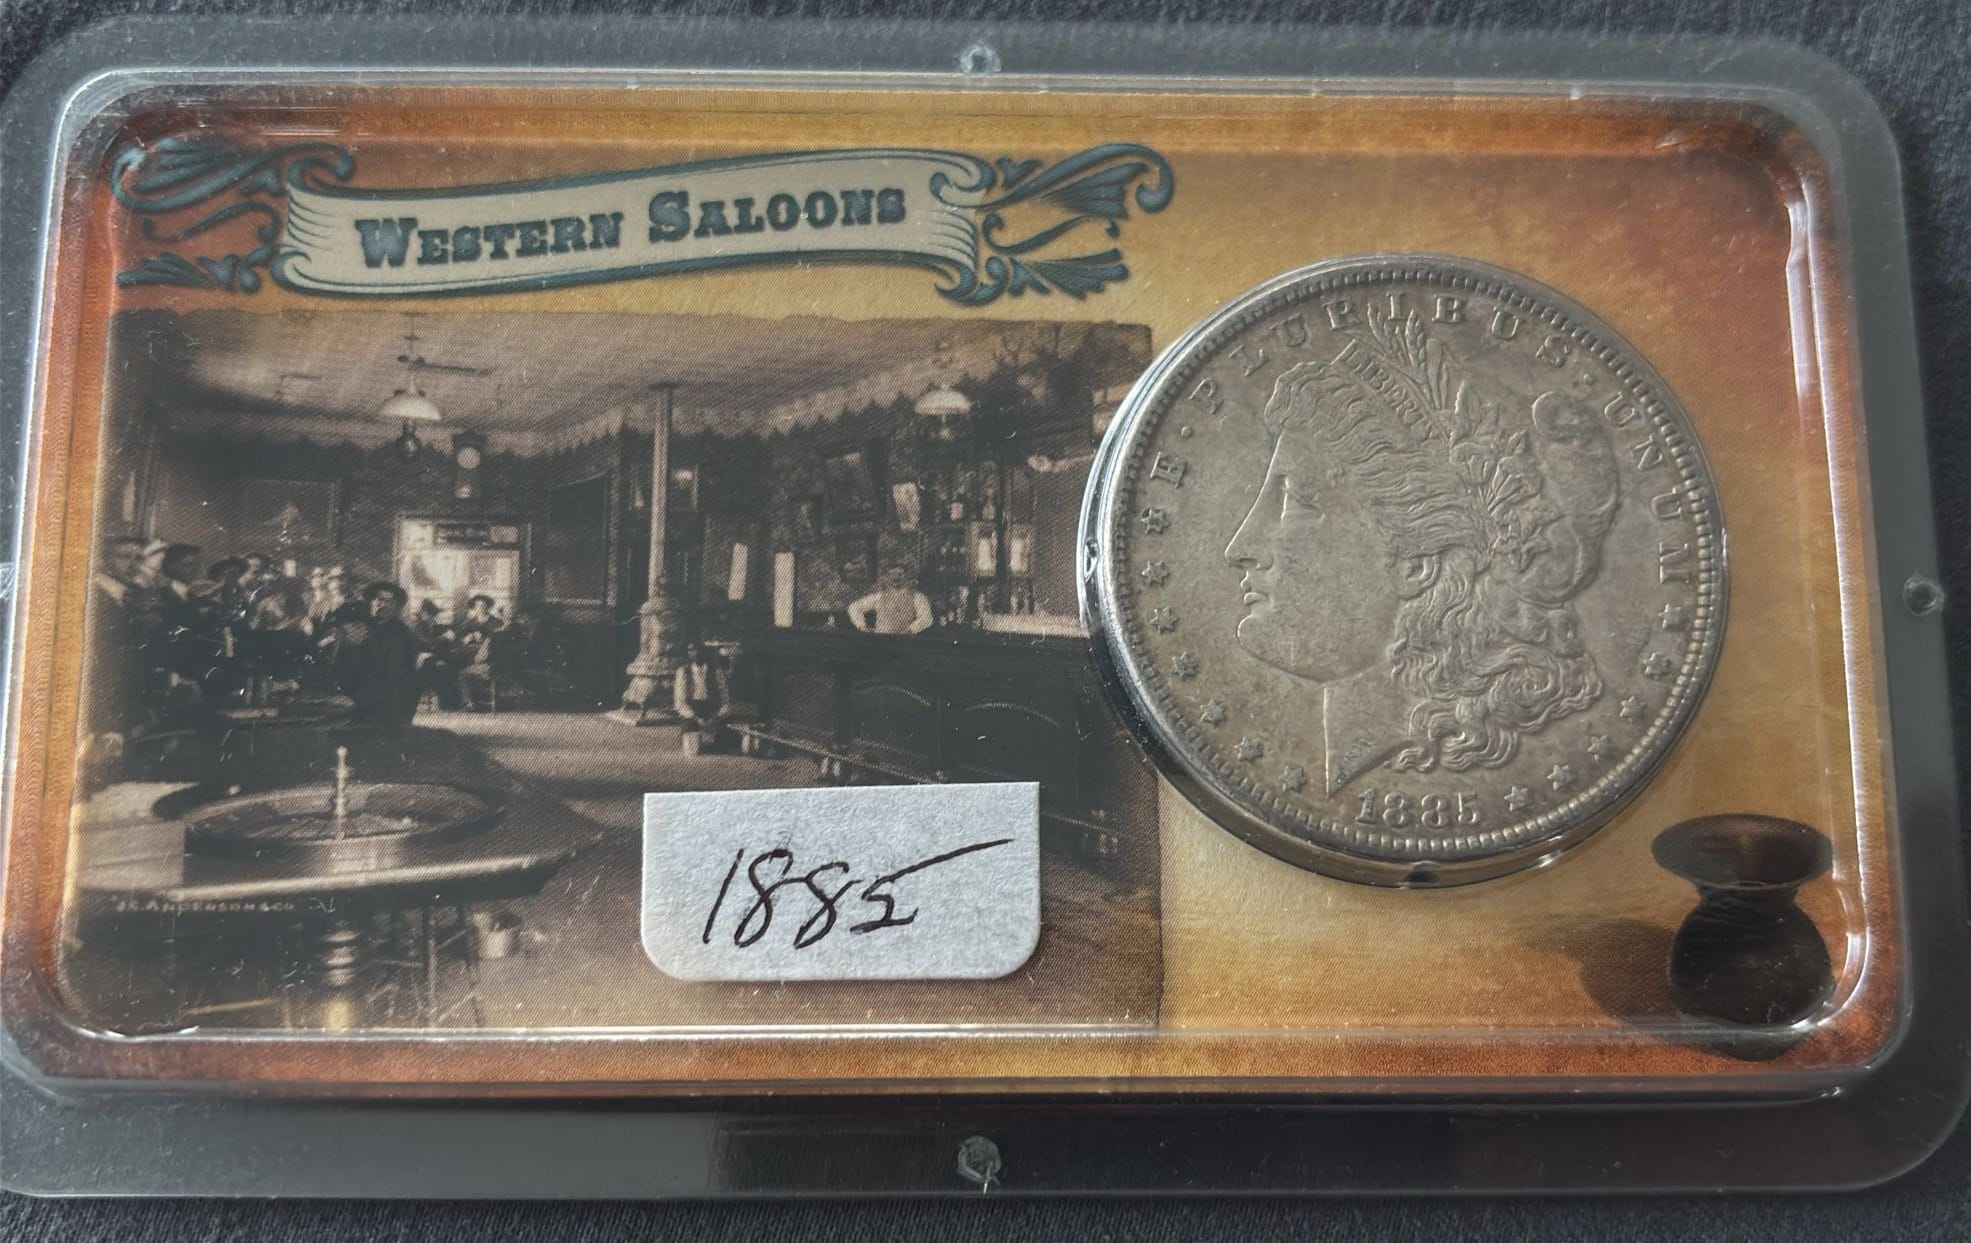 WESTERN SALOONS
E · PLURIBUS · UNUM
LIBERTY
1885
1885